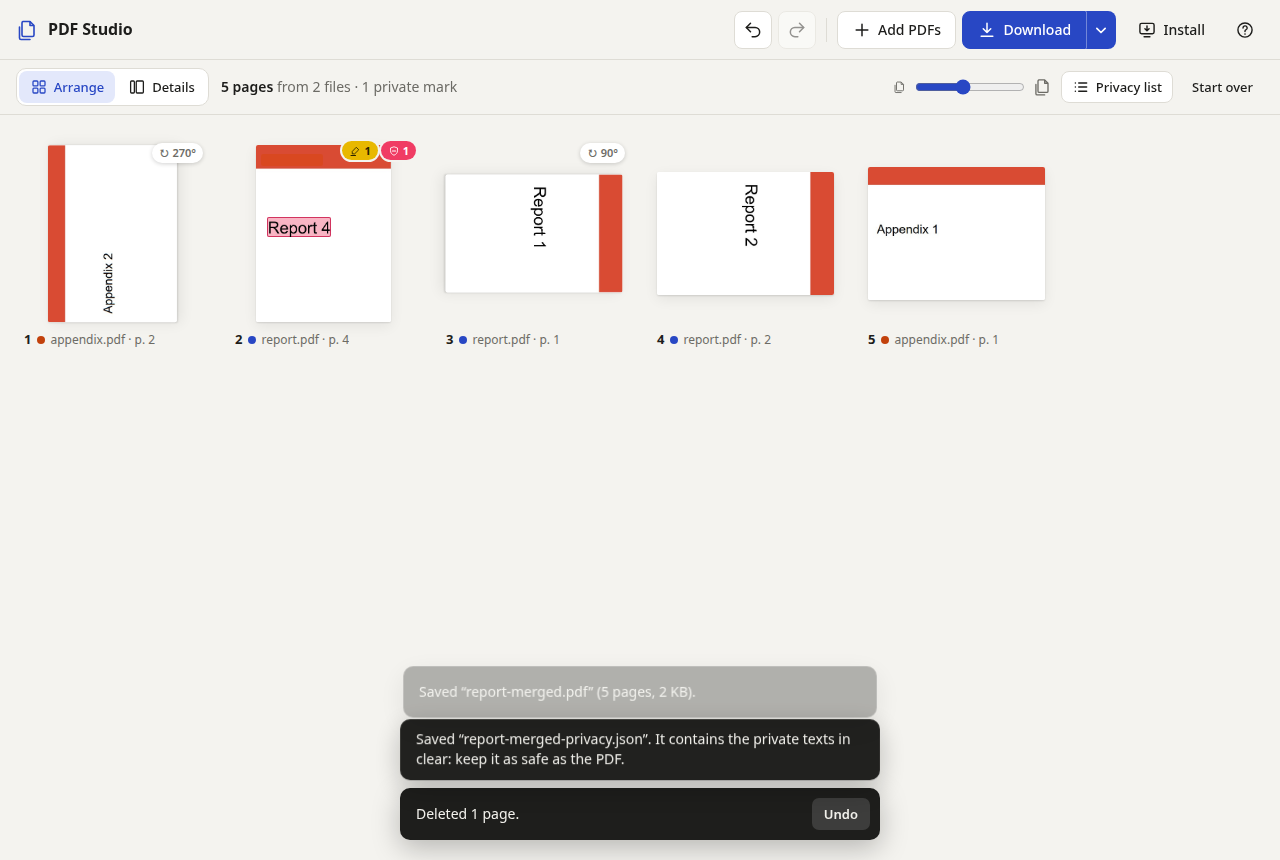 PDF Studio
Add PDFs
Download
Install
Arrange
Details
5 pages from 2 files · 1 private mark
Privacy list
Start over
270°
Appendix 2
1 appendix.pdf · p. 2
1
1
Report 4
2 report.pdf · p. 4
90°
Report 1
3 report.pdf · p. 1
Report 2
4 report.pdf · p. 2
Appendix 1
5 appendix.pdf · p. 1
Saved “report-merged.pdf” (5 pages, 2 KB).
Saved “report-merged-privacy.json”. It contains the private texts in
clear: keep it as safe as the PDF.
Deleted 1 page.
Undo